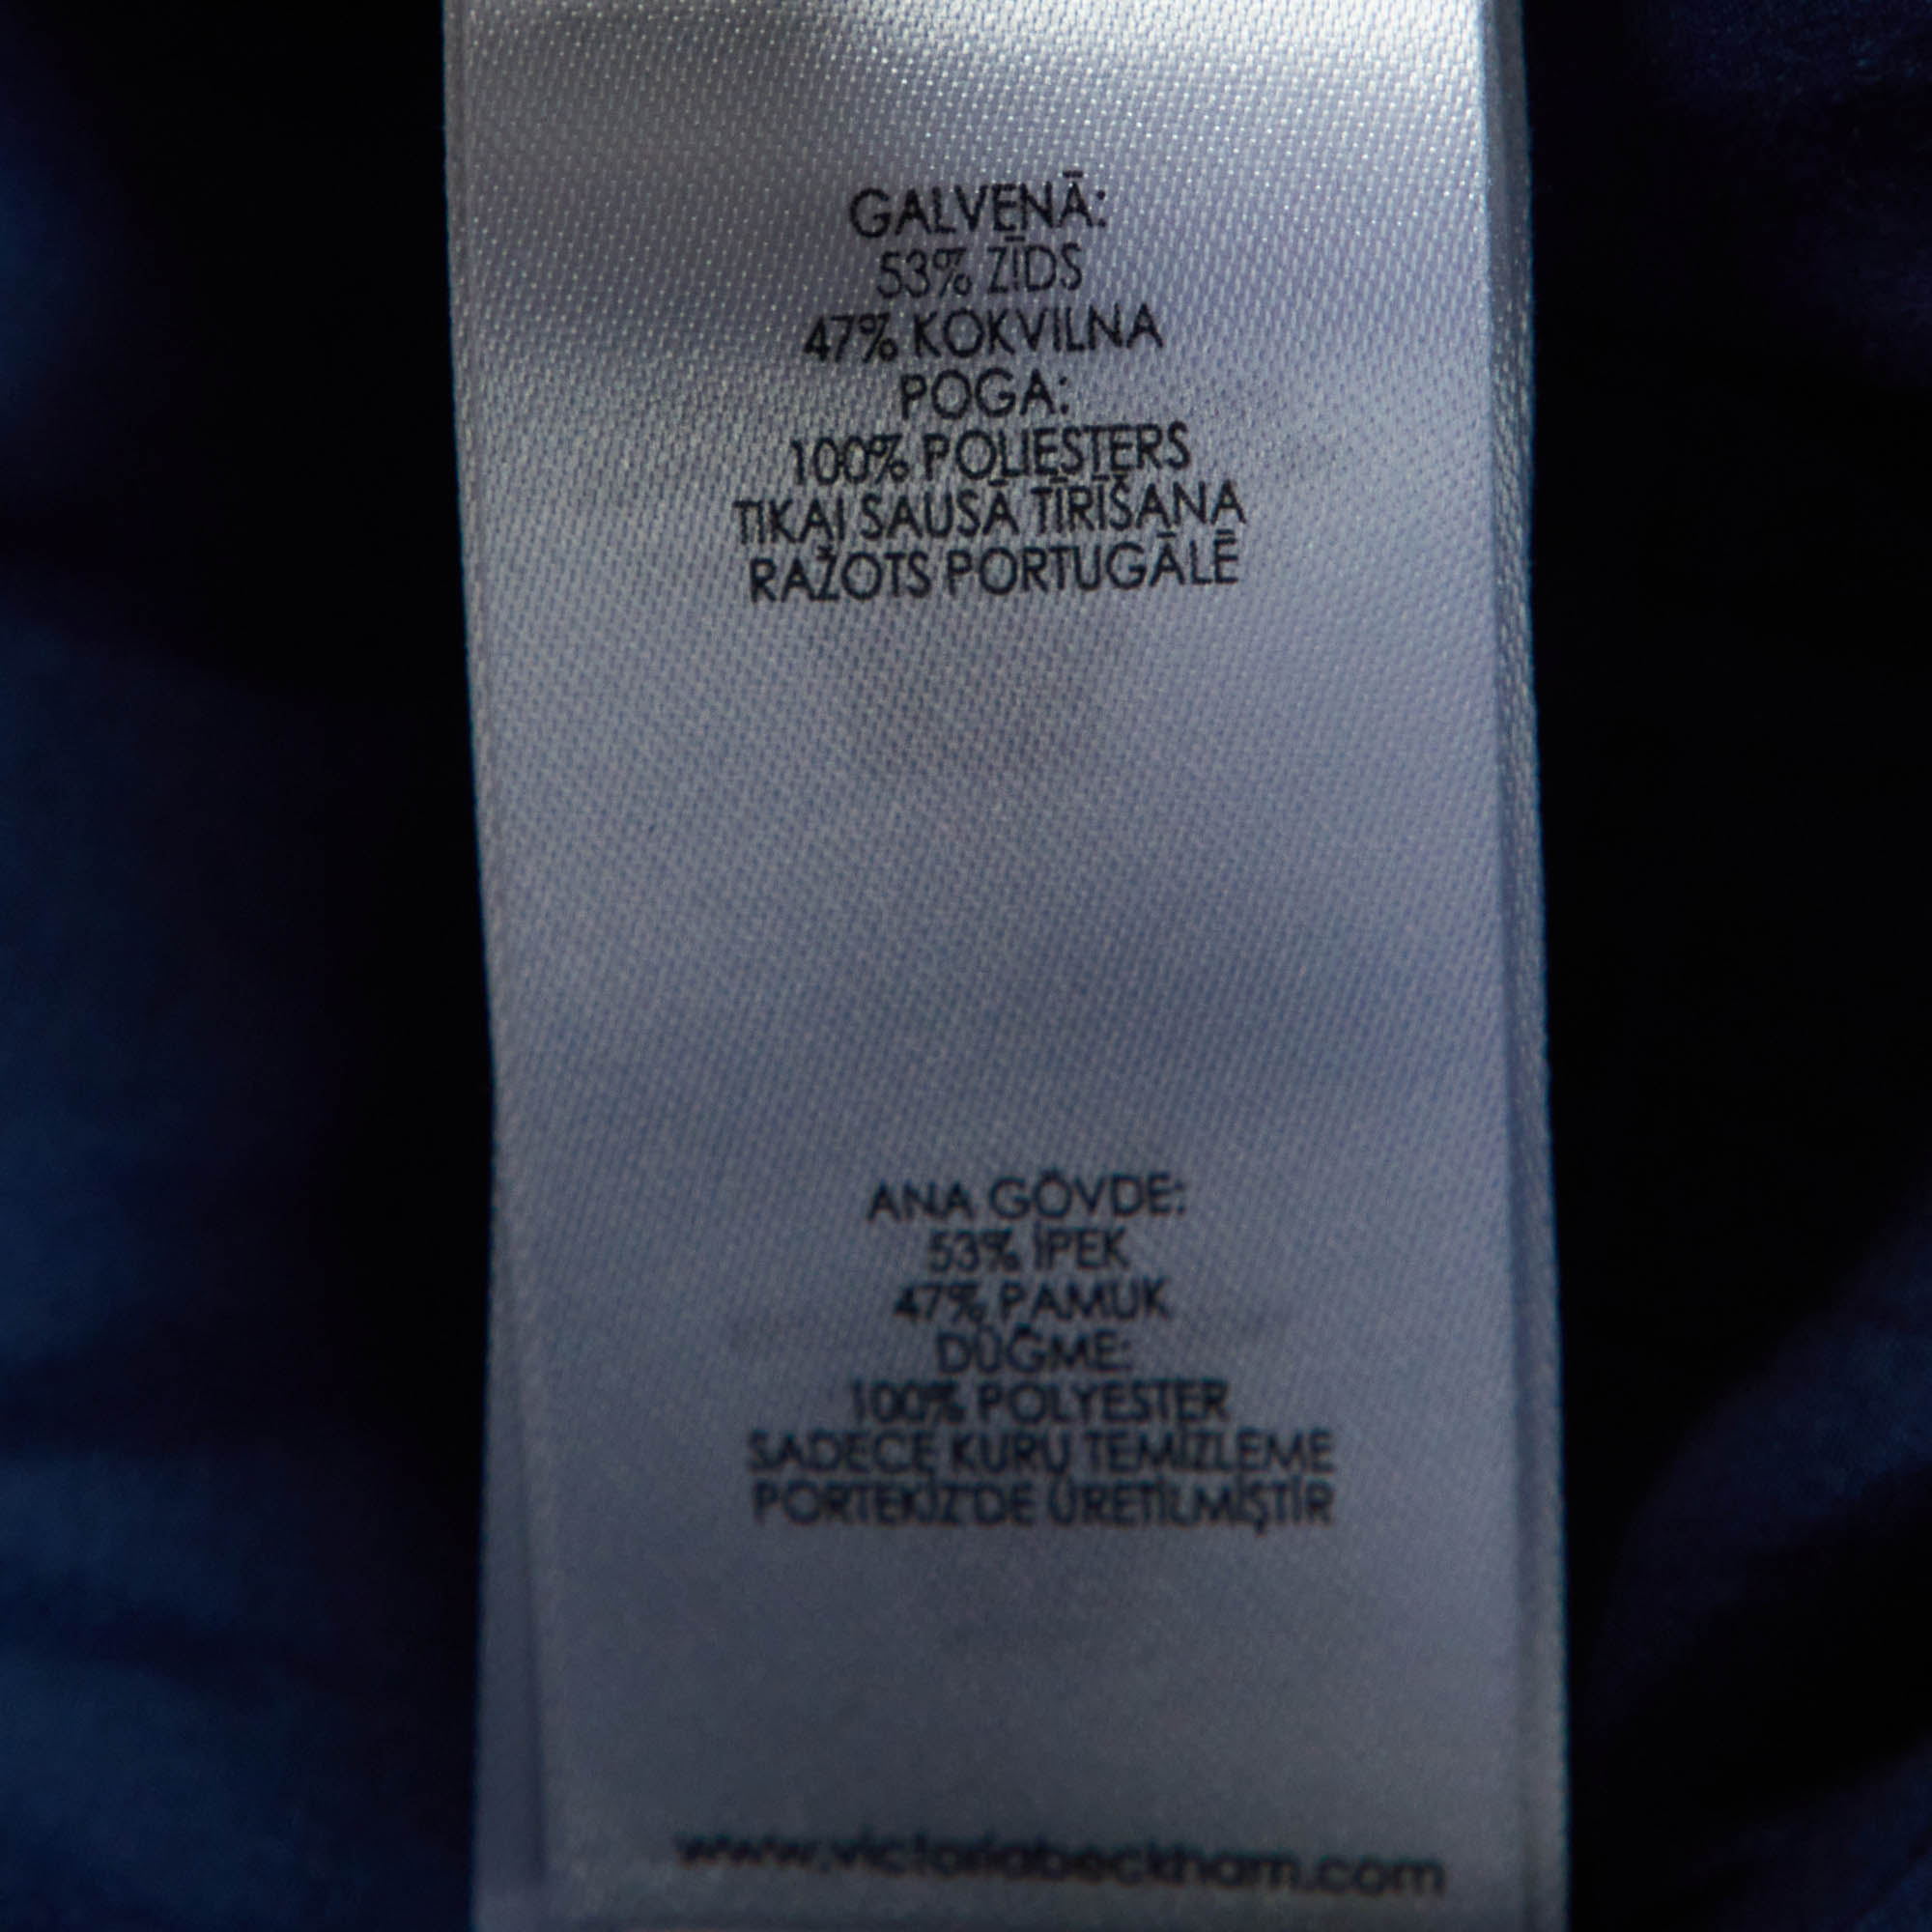 GALVENĀ:
53% ZĪDS
47% KOKVILNA
POGA:
100% POLIESTERS
TIKAI SAUSĀ TĪRĪŠANA
RAŽOTS PORTUGĀLĒ
ANA GÖVDE:
53% İPEK
47% PAMUK
DÜĞME:
100% POLYESTER
SADECE KURU TEMİZLEME
PORTEKİZ'DE ÜRETİLMİŞTİR
www.victoriabeckham.com